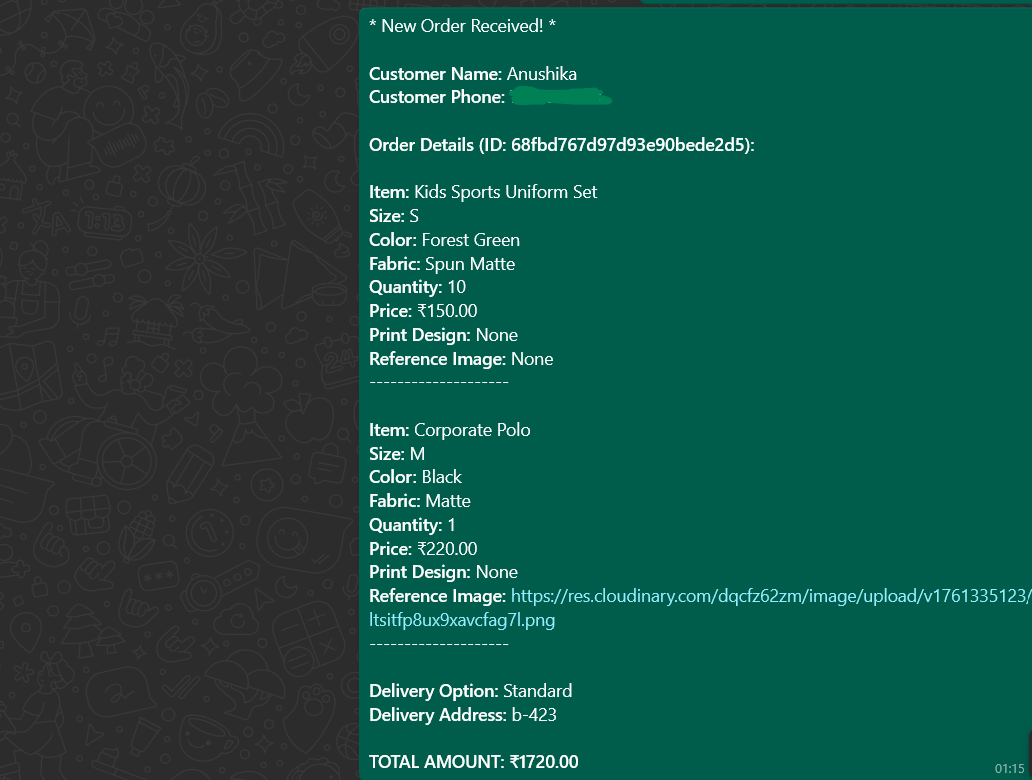 * New Order Received! *
Customer Name: Anushika
Customer Phone:
Order Details (ID: 68fbd767d97d93e90bede2d5):
Item: Kids Sports Uniform Set
Size: S
Color: Forest Green
Fabric: Spun Matte
Quantity: 10
Price: ₹150.00
Print Design: None
Reference Image: None
--------------------
Item: Corporate Polo
Size: M
Color: Black
Fabric: Matte
Quantity: 1
Price: ₹220.00
Print Design: None
Reference Image: https://res.cloudinary.com/dqcfz62zm/image/upload/v1761335123/
ltsitfp8ux9xavcfag7l.png
--------------------
Delivery Option: Standard
Delivery Address: b-423
TOTAL AMOUNT: ₹1720.00
01:15